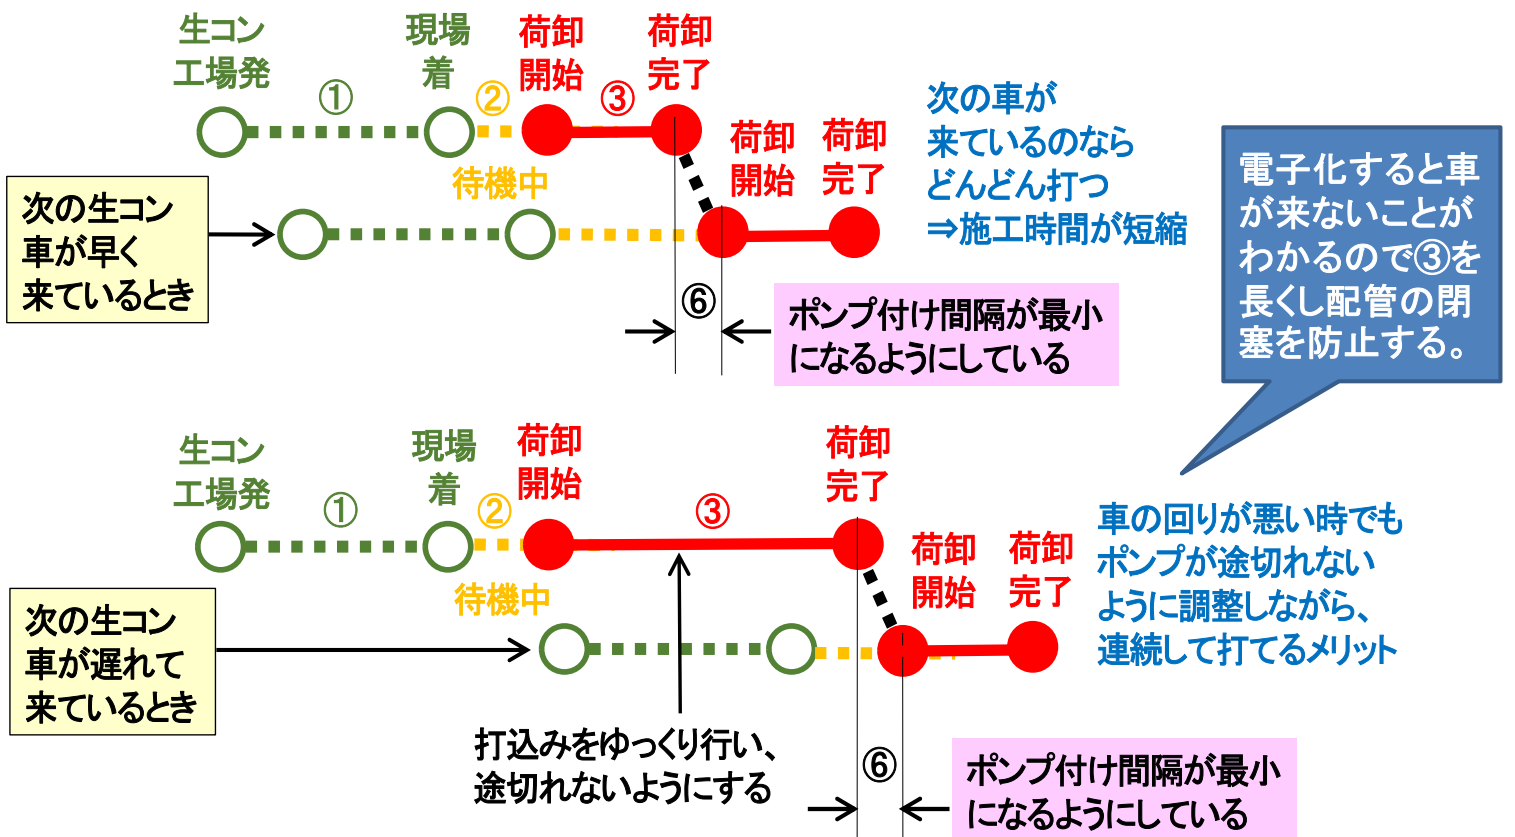 生コン
工場発
現場
着
荷卸
開始
荷卸
完了
①
②
③
待機中
荷卸
開始
荷卸
完了
次の車が
来ているのなら
どんどん打つ
⇒施工時間が短縮
次の生コン
車が早く
来ているとき
⑥
ポンプ付け間隔が最小
になるようにしている
電子化すると車
が来ないことが
わかるので③を
長くし配管の閉
塞を防止する。
生コン
工場発
現場
着
荷卸
開始
荷卸
完了
①
②
③
待機中
荷卸
開始
荷卸
完了
車の回りが悪い時でも
ポンプが途切れない
ように調整しながら、
連続して打てるメリット
次の生コン
車が遅れて
来ているとき
打込みをゆっくり行い、
途切れないようにする
⑥
ポンプ付け間隔が最小
になるようにしている